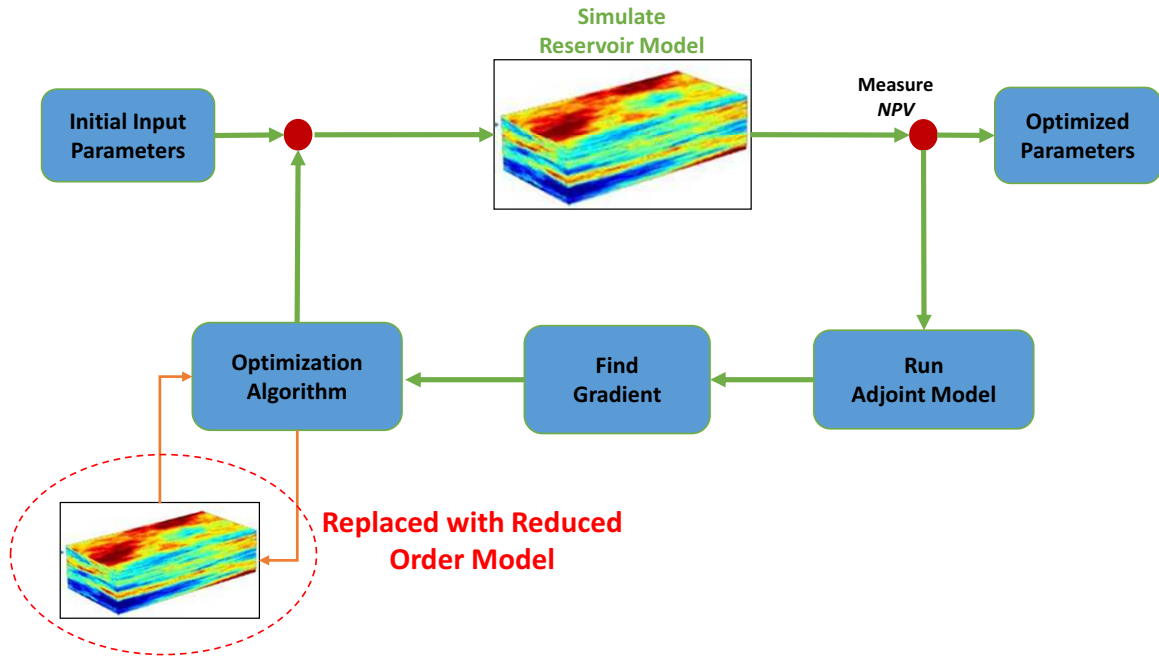 Simulate
Reservoir Model
Initial Input
Parameters
Measure
NPV
Optimized
Parameters
Optimization
Algorithm
Find
Gradient
Run
Adjoint Model
Replaced with Reduced
Order Model